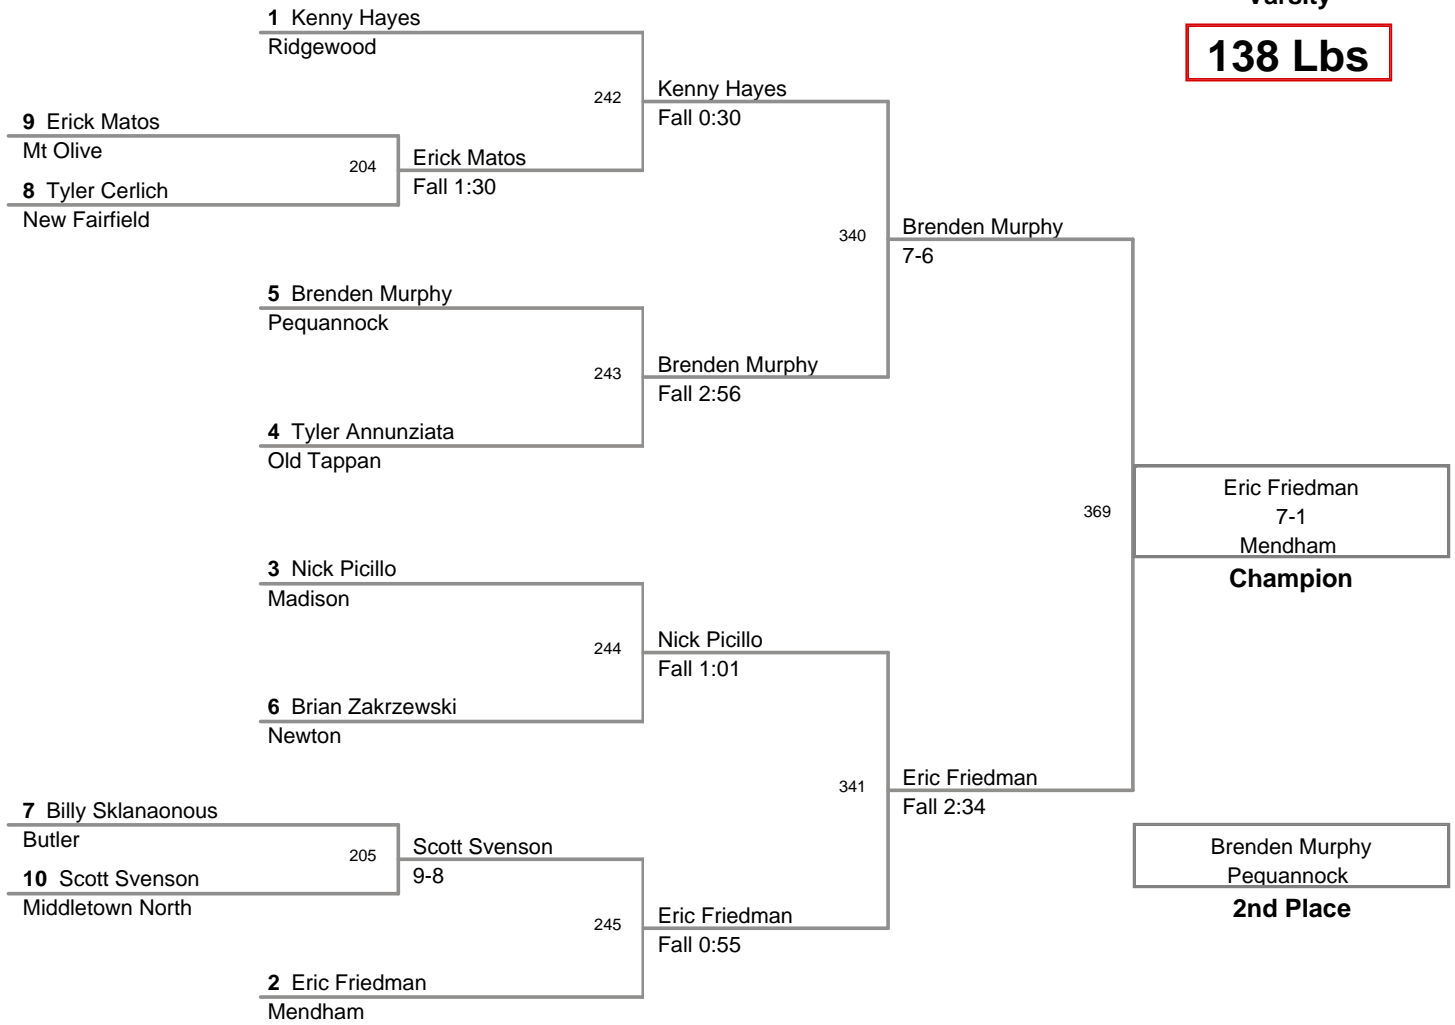 Varsity
138 Lbs
1 Kenny Hayes
Ridgewood
9 Erick Matos
Mt Olive
8 Tyler Cerlich
New Fairfield
204
Erick Matos
Fall 1:30
242
Kenny Hayes
Fall 0:30
5 Brenden Murphy
Pequannock
4 Tyler Annunziata
Old Tappan
243
Brenden Murphy
Fall 2:56
340
Brenden Murphy
7-6
3 Nick Picillo
Madison
6 Brian Zakrzewski
Newton
244
Nick Picillo
Fall 1:01
7 Billy Sklanaonous
Butler
10 Scott Svenson
Middletown North
205
Scott Svenson
9-8
2 Eric Friedman
Mendham
245
Eric Friedman
Fall 0:55
341
Eric Friedman
Fall 2:34
369
Eric Friedman
7-1
Mendham
Champion
Brenden Murphy
Pequannock
2nd Place